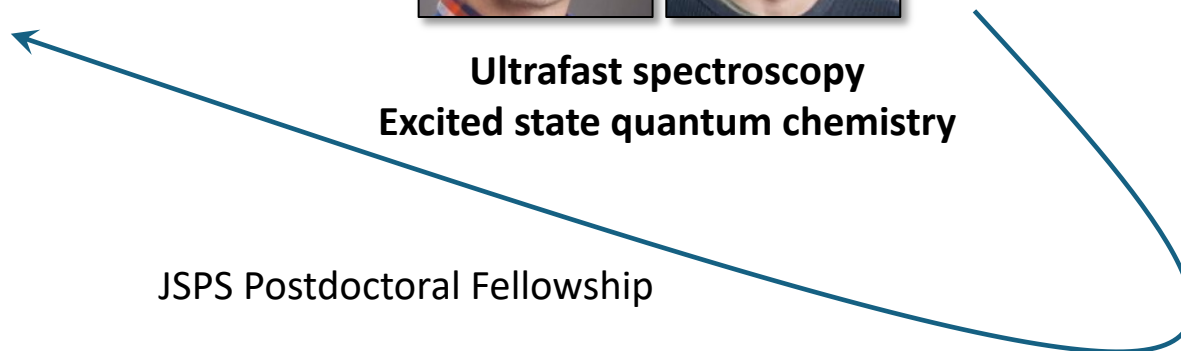 Ultrafast spectroscopy
Excited state quantum chemistry
JSPS Postdoctoral Fellowship